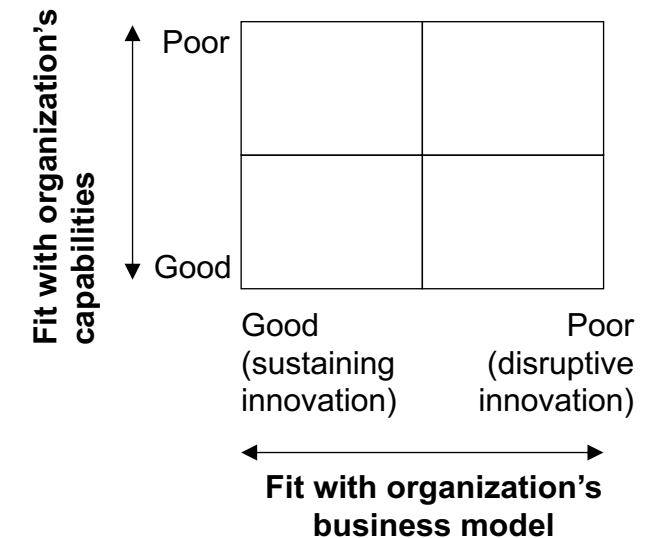 Fit with organization’s
capabilities
Poor
Good
Good
(sustaining
innovation)
Poor
(disruptive
innovation)
Fit with organization’s
business model